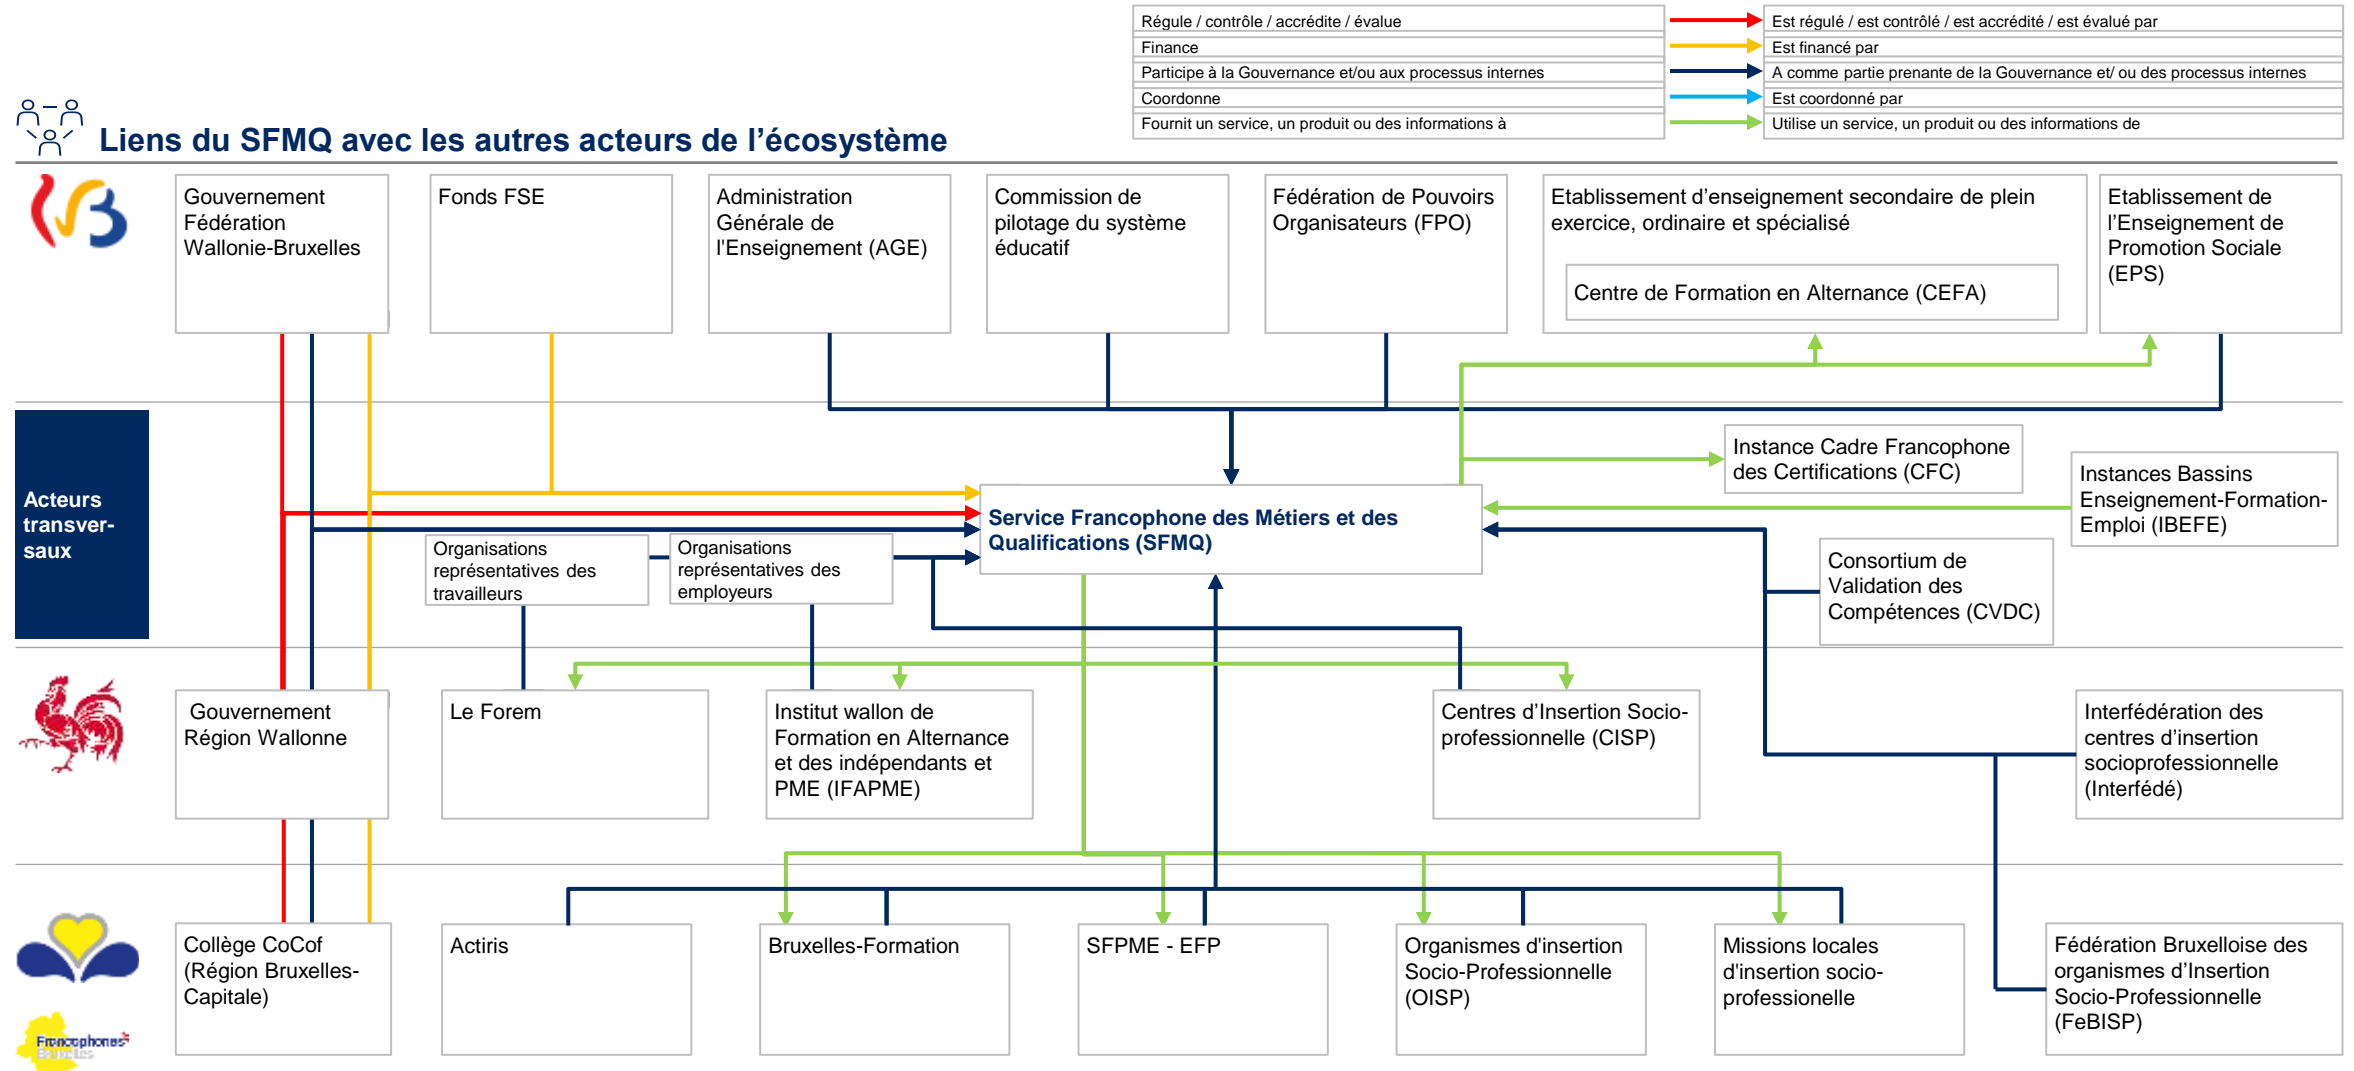 Régule / contrôle / accrédite / évalue
Est régulé / est contrôlé / est accrédité / est évalué par
Finance
Est financé par
Participe à la Gouvernance et/ou aux processus internes
A comme partie prenante de la Gouvernance et/ ou des processus internes
Coordonne
Est coordonné par
Fournit un service, un produit ou des informations à
Utilise un service, un produit ou des informations de
Liens du SFMQ avec les autres acteurs de l’écosystème
Gouvernement
Fédération
Wallonie-Bruxelles
Fonds FSE
Administration
Générale de
l'Enseignement (AGE)
Commission de
pilotage du système
éducatif
Fédération de Pouvoirs
Organisateurs (FPO)
Etablissement d’enseignement secondaire de plein
exercice, ordinaire et spécialisé
Centre de Formation en Alternance (CEFA)
Etablissement de
l’Enseignement de
Promotion Sociale
(EPS)
Acteurs
transver-
saux
Instance Cadre Francophone
des Certifications (CFC)
Instances Bassins
Enseignement-Formation-
Emploi (IBEFE)
Service Francophone des Métiers et des
Qualifications (SFMQ)
Organisations
représentatives des
travailleurs
Organisations
représentatives des
employeurs
Consortium de
Validation des
Compétences (CVDC)
Gouvernement
Région Wallonne
Le Forem
Institut wallon de
Formation en Alternance
et des indépendants et
PME (IFAPME)
Centres d’Insertion Socio-
professionnelle (CISP)
Interfédération des
centres d’insertion
socioprofessionnelle
(Interfédé)
Collège CoCof
(Région Bruxelles-
Capitale)
Actiris
Bruxelles-Formation
SFPME - EFP
Organismes d'insertion
Socio-Professionnelle
(OISP)
Missions locales
d'insertion socio-
professionelle
Fédération Bruxelloise des
organismes d’Insertion
Socio-Professionnelle
(FeBISP)
Francophones
Bruxelles